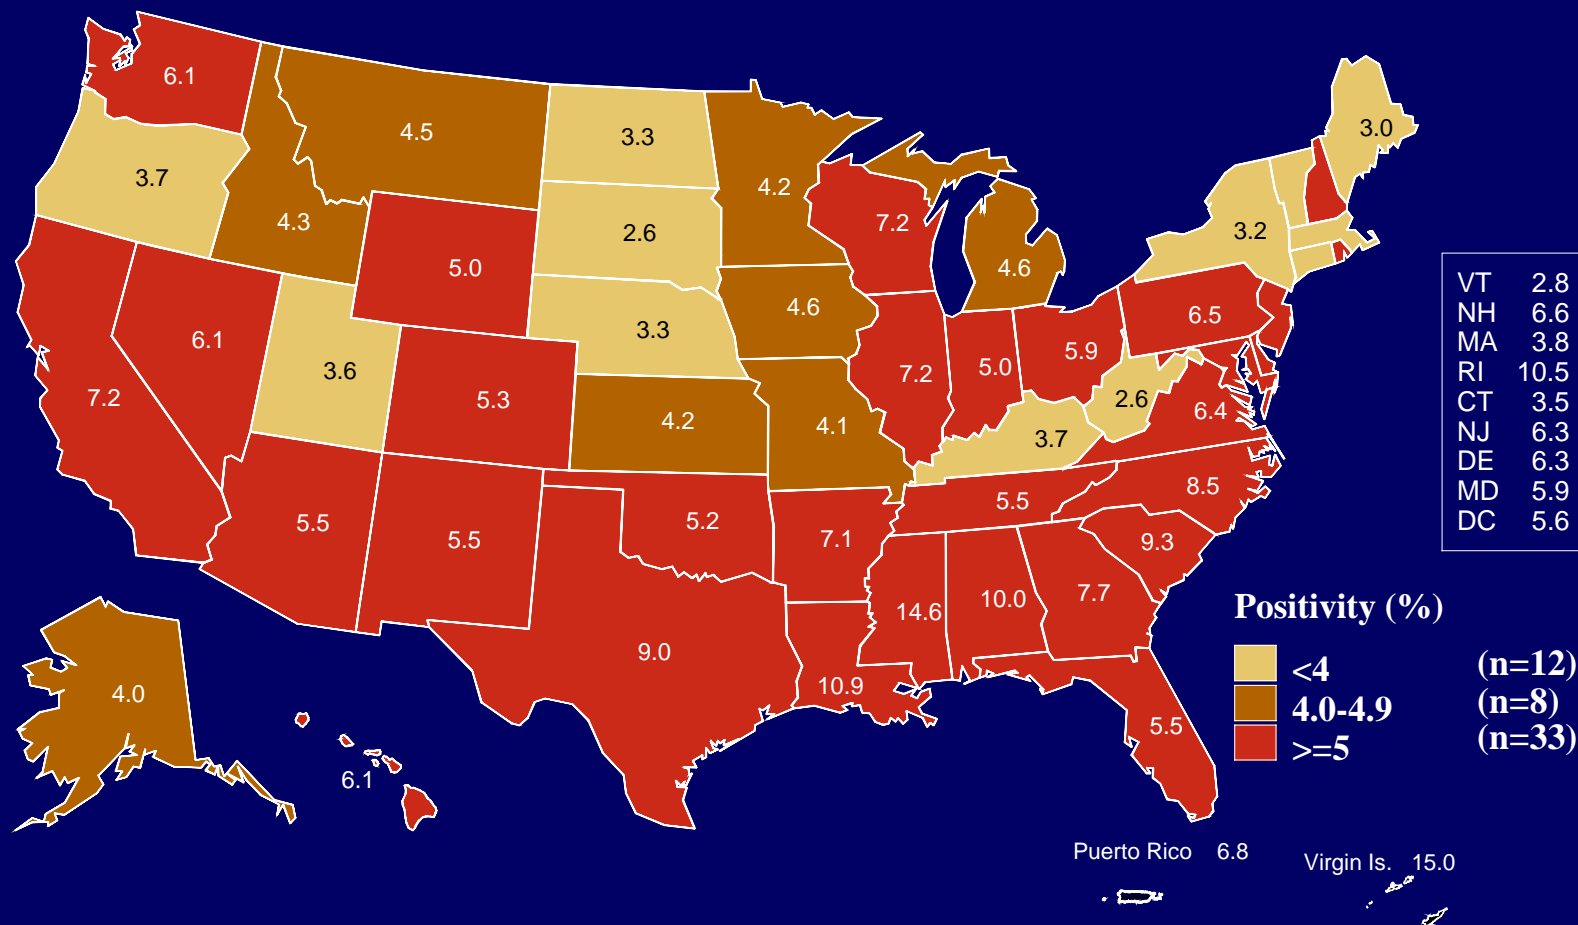 6.1
4.5
3.3
3.0
3.7
4.2
4.3
7.2
3.2
2.6
5.0
4.6
VT 2.8
NH 6.6
MA 3.8
RI 10.5
CT 3.5
NJ 6.3
DE 6.3
MD 5.9
DC 5.6
4.6
6.5
3.3
6.1
5.9
3.6
5.0
7.2
7.2
5.3
2.6
6.4
4.2
4.1
3.7
8.5
5.5
5.2
5.5
5.5
7.1
9.3
7.7
10.0
14.6
9.0
10.9
5.5
4.0
6.1
Positivity (%)
<4 (n=12)
4.0-4.9 (n=8)
>=5 (n=33)
Puerto Rico 6.8
Virgin Is. 15.0